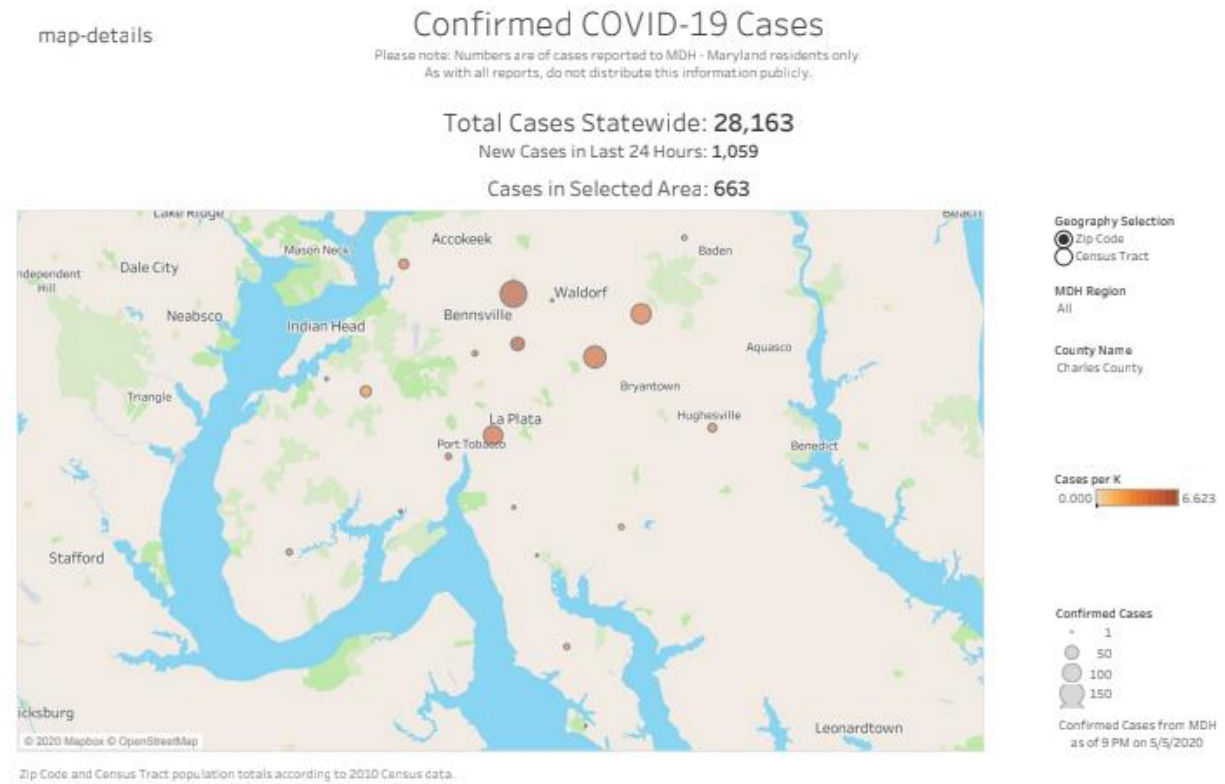 map-details
Confirmed COVID-19 Cases
Please note: Numbers are of cases reported to MDH - Maryland residents only.
As with all reports, do not distribute this information publicly.
Total Cases Statewide: 28,163
New Cases in Last 24 Hours: 1,059
Cases in Selected Area: 663
Lake Ridge
Beach
Mason Neck
Accokeek
Baden
ndependent
Hill
Dale City
Waldorf
Neabsco
Bennsville
Indian Head
Aquasco
Triangle
Bryantown
La Plata
Hughesville
Port Tobacco
Benedict
Stafford
icksburg
Leonardtown
© 2020 Mapbox © OpenStreetMap
Geography Selection
Zip Code
Census Tract
MDH Region
All
County Name
Charles County
Cases per K
0.000 6.623
Confirmed Cases
1
50
100
150
Confirmed Cases from MDH
as of 9 PM on 5/5/2020
Zip Code and Census Tract population totals according to 2010 Census data.